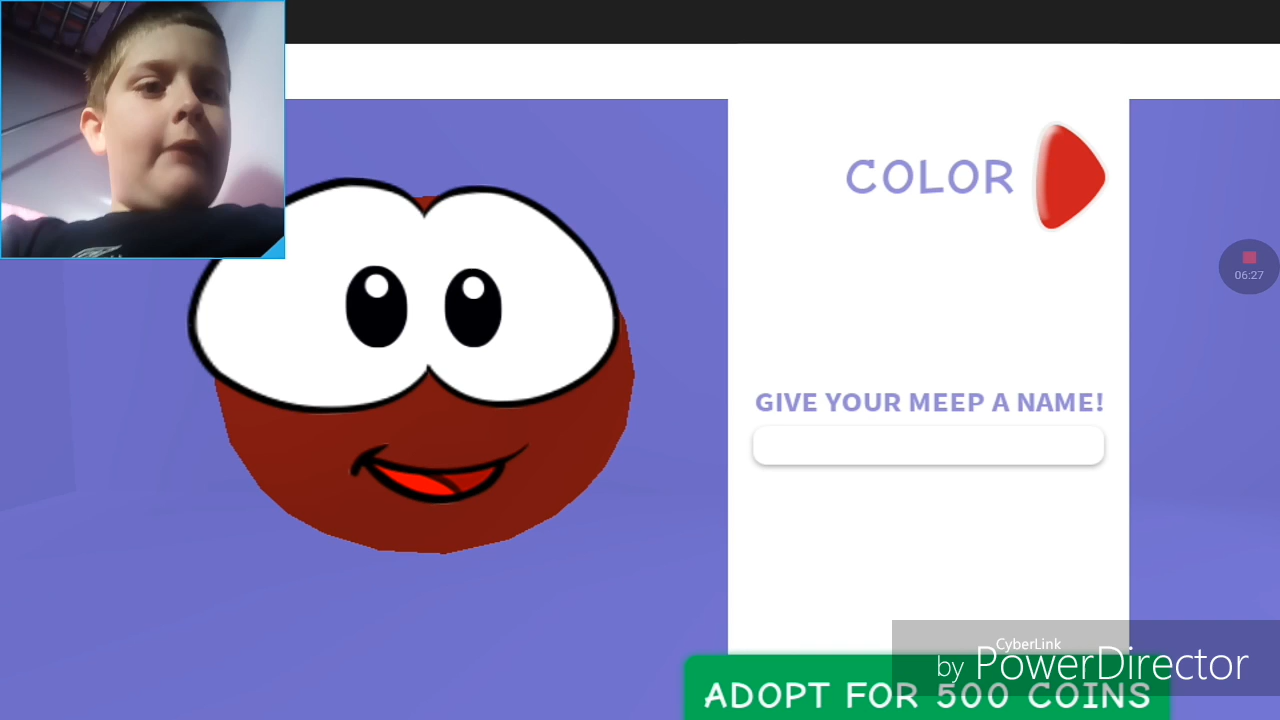 COLOR
06:27
GIVE YOUR MEEP A NAME!
CyberLink
by PowerDirector
ADOPT FOR 500 COINS